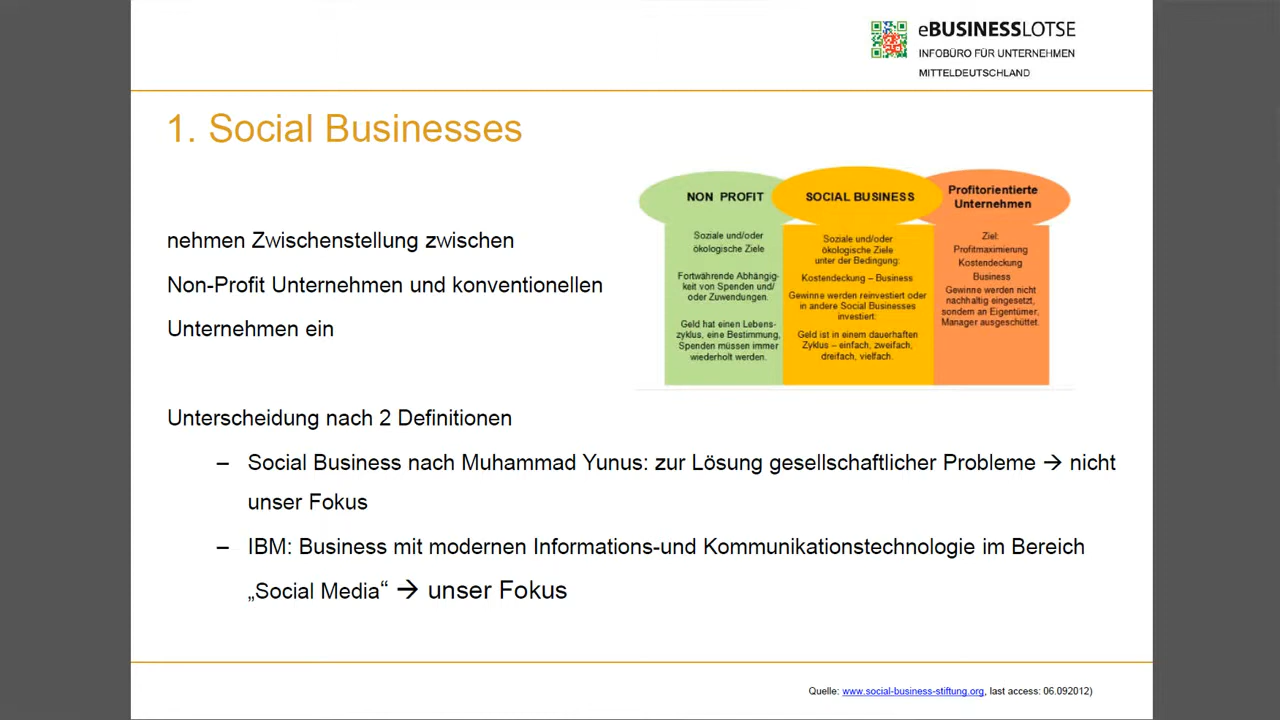 eBUSINESSLOTSE
INFOBÜRO FÜR UNTERNEHMEN
MITTELDEUTSCHLAND
1. Social Businesses
nehmen Zwischenstellung zwischen
Non-Profit Unternehmen und konventionellen
Unternehmen ein
NON PROFIT
Soziale und/oder
ökologische Ziele
Fortwährende Abhängig-
keit von Spenden und/
oder Zuwendungen.
Geld hat einen Lebens-
zyklus, eine Bestimmung,
Spenden müssen immer
wiederholt werden.
SOCIAL BUSINESS
Soziale und/oder
ökologische Ziele
unter der Bedingung:
Kostendeckung – Business
Gewinne werden reinvestiert oder
in andere Social Businesses
investiert:
Geld ist in einem dauerhaften
Zyklus – einfach, zweifach,
dreifach, vielfach.
Profitorientierte
Unternehmen
Ziel:
Profitmaximierung
Kostendeckung
Business
Gewinne werden nicht
nachhaltig eingesetzt,
sondern an Eigentümer,
Manager ausgeschüttet.
Unterscheidung nach 2 Definitionen
– Social Business nach Muhammad Yunus: zur Lösung gesellschaftlicher Probleme → nicht
unser Fokus
– IBM: Business mit modernen Informations-und Kommunikationstechnologie im Bereich
„Social Media“ → unser Fokus
Quelle: www.social-business-stiftung.org, last access: 06.092012)